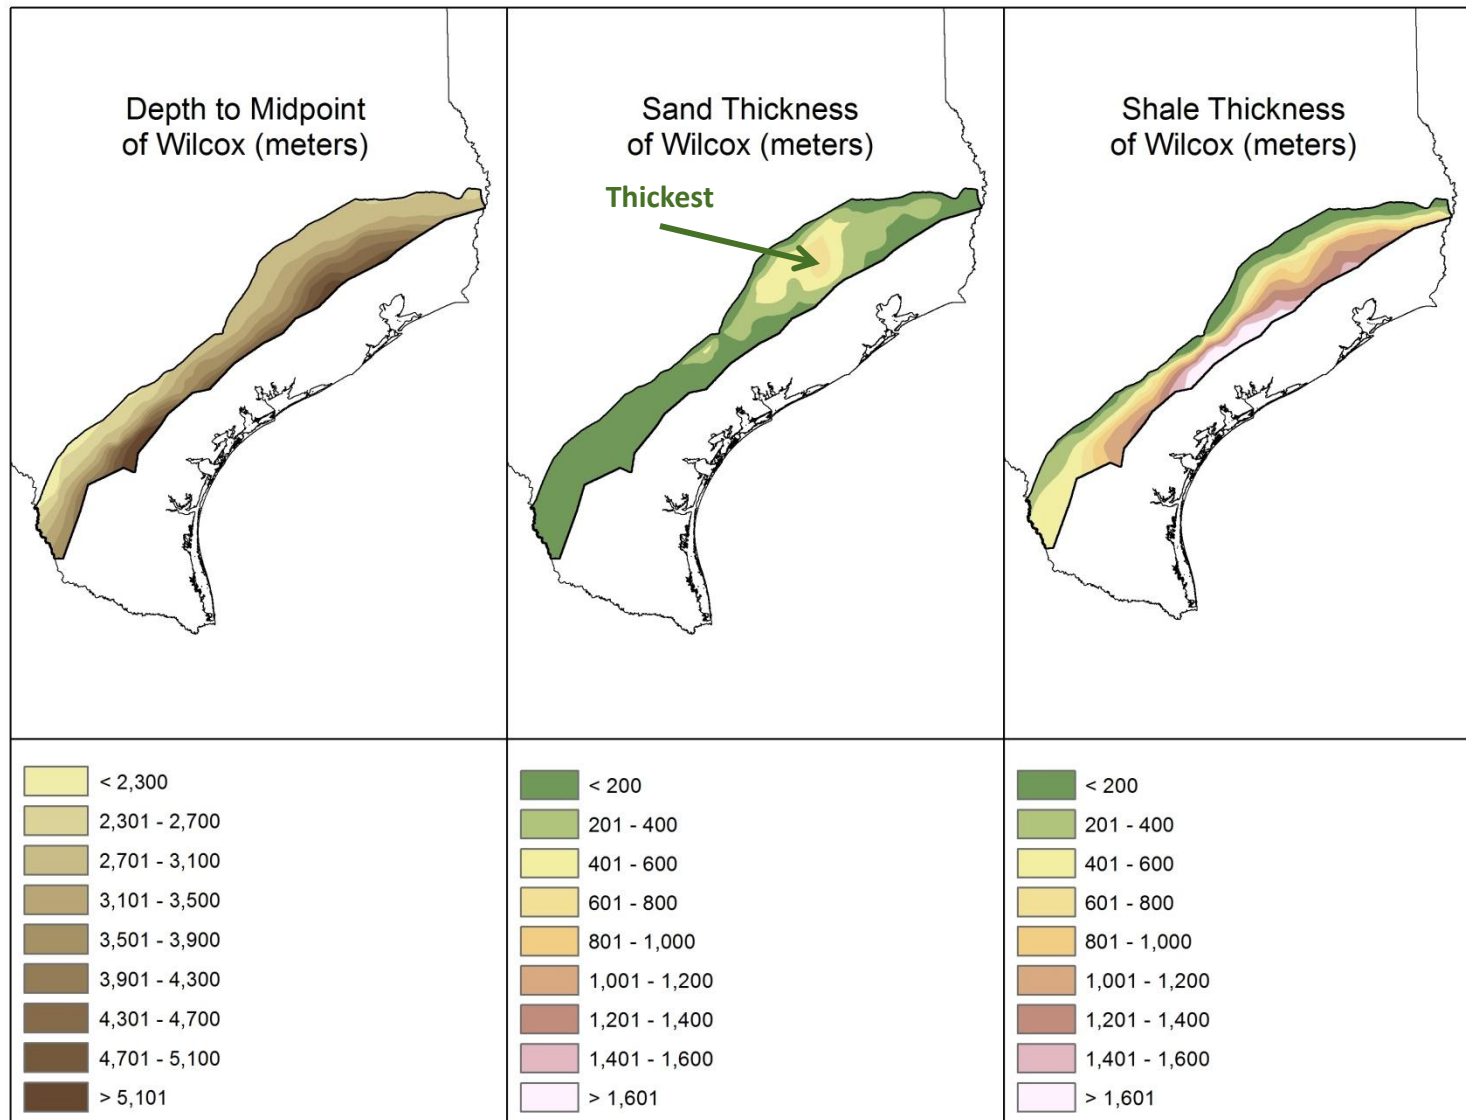 Depth to Midpoint
of Wilcox (meters)
Sand Thickness
of Wilcox (meters)
Thickest
Shale Thickness
of Wilcox (meters)
< 2,300
2,301 - 2,700
2,701 - 3,100
3,101 - 3,500
3,501 - 3,900
3,901 - 4,300
4,301 - 4,700
4,701 - 5,100
> 5,101
< 200
201 - 400
401 - 600
601 - 800
801 - 1,000
1,001 - 1,200
1,201 - 1,400
1,401 - 1,600
> 1,601
< 200
201 - 400
401 - 600
601 - 800
801 - 1,000
1,001 - 1,200
1,201 - 1,400
1,401 - 1,600
> 1,601